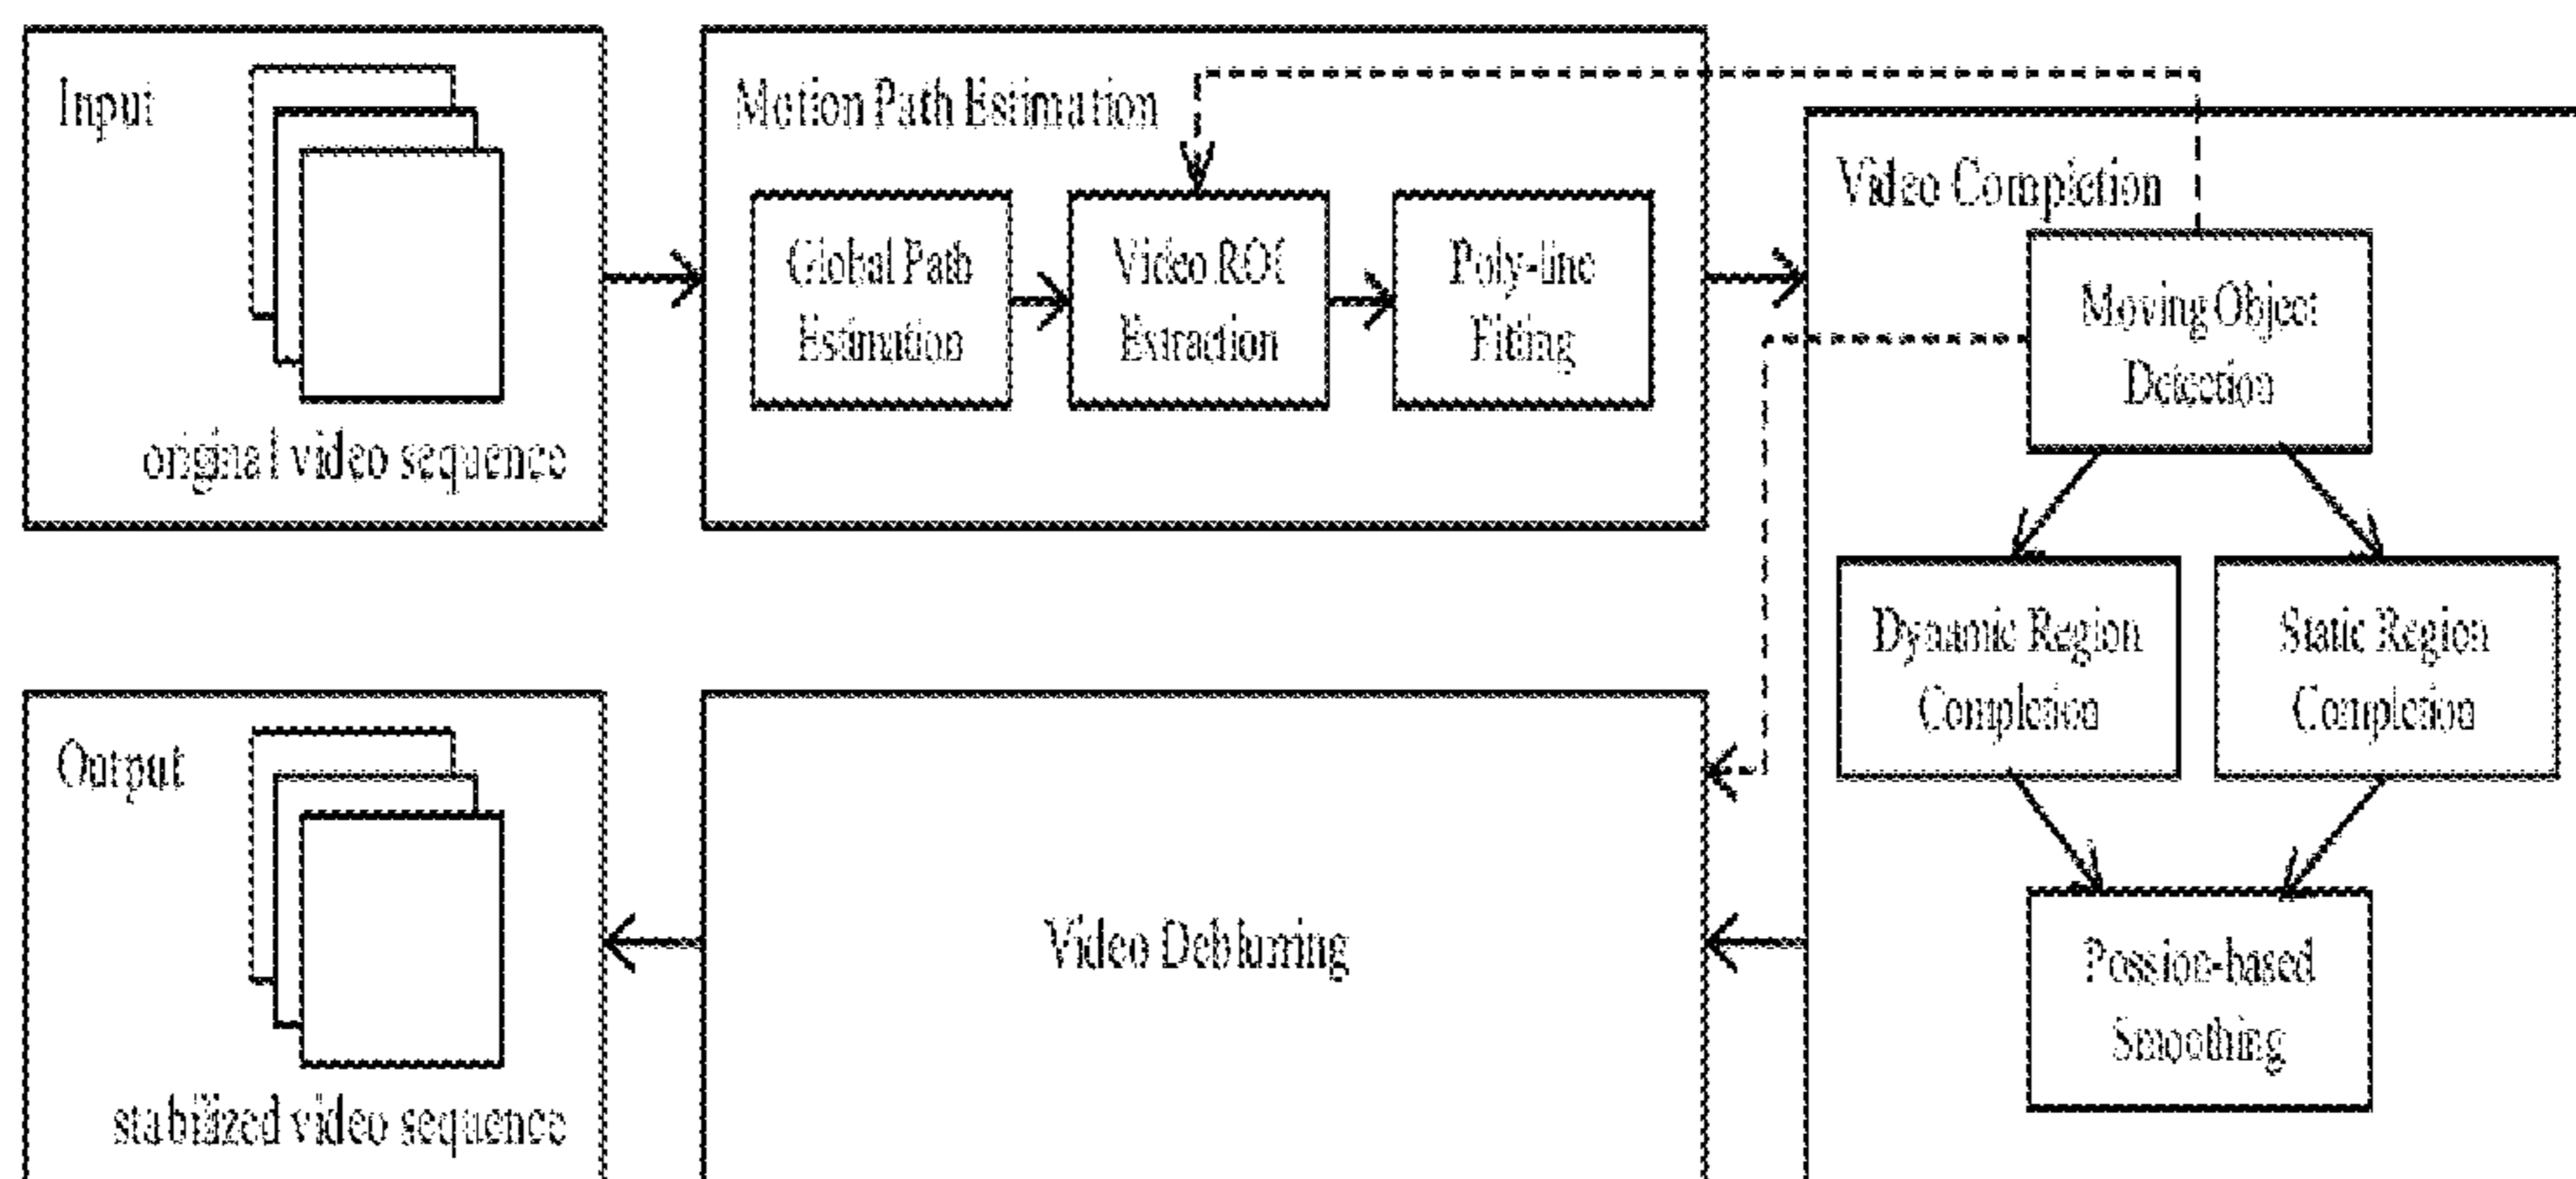 Input
original video sequence
Motion Path Estimation
Global Path
Estimation
Video ROI
Extraction
Poly-line
Fitting
Video Completion
Moving Object
Detection
Dynamic Region
Completion
Static Region
Completion
Possion-based
Smoothing
Video Deblurring
Output
stabilized video sequence